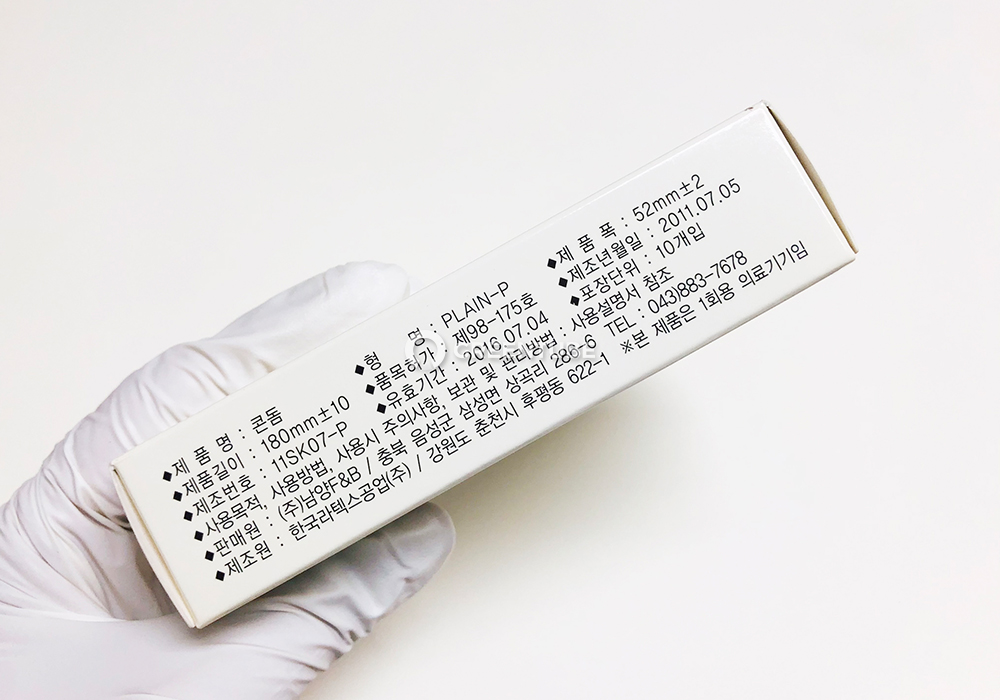 ◆제 품 명 : 콘돔 ◆형 명 : PLAIN-P ◆제 품 폭 : 52mm±2
◆제품길이 : 180mm±10 ◆품목허가 : 제98-175호 ◆제조년월일 : 2011.07.05
◆제조번호 : 11SK07-P ◆유효기간 : 2016.07.04 ◆포장단위 : 10개입
◆사용목적, 사용방법, 사용시 주의사항, 보관 및 관리방법 : 사용설명서 참조
◆판매원 : (주)남양F&B / 충북 음성군 삼성면 상곡리 286-6 TEL : 043)883-7678
◆제조원 : 한국라텍스공업(주) / 강원도 춘천시 후평동 622-1 ※본 제품은 1회용 의료기기임